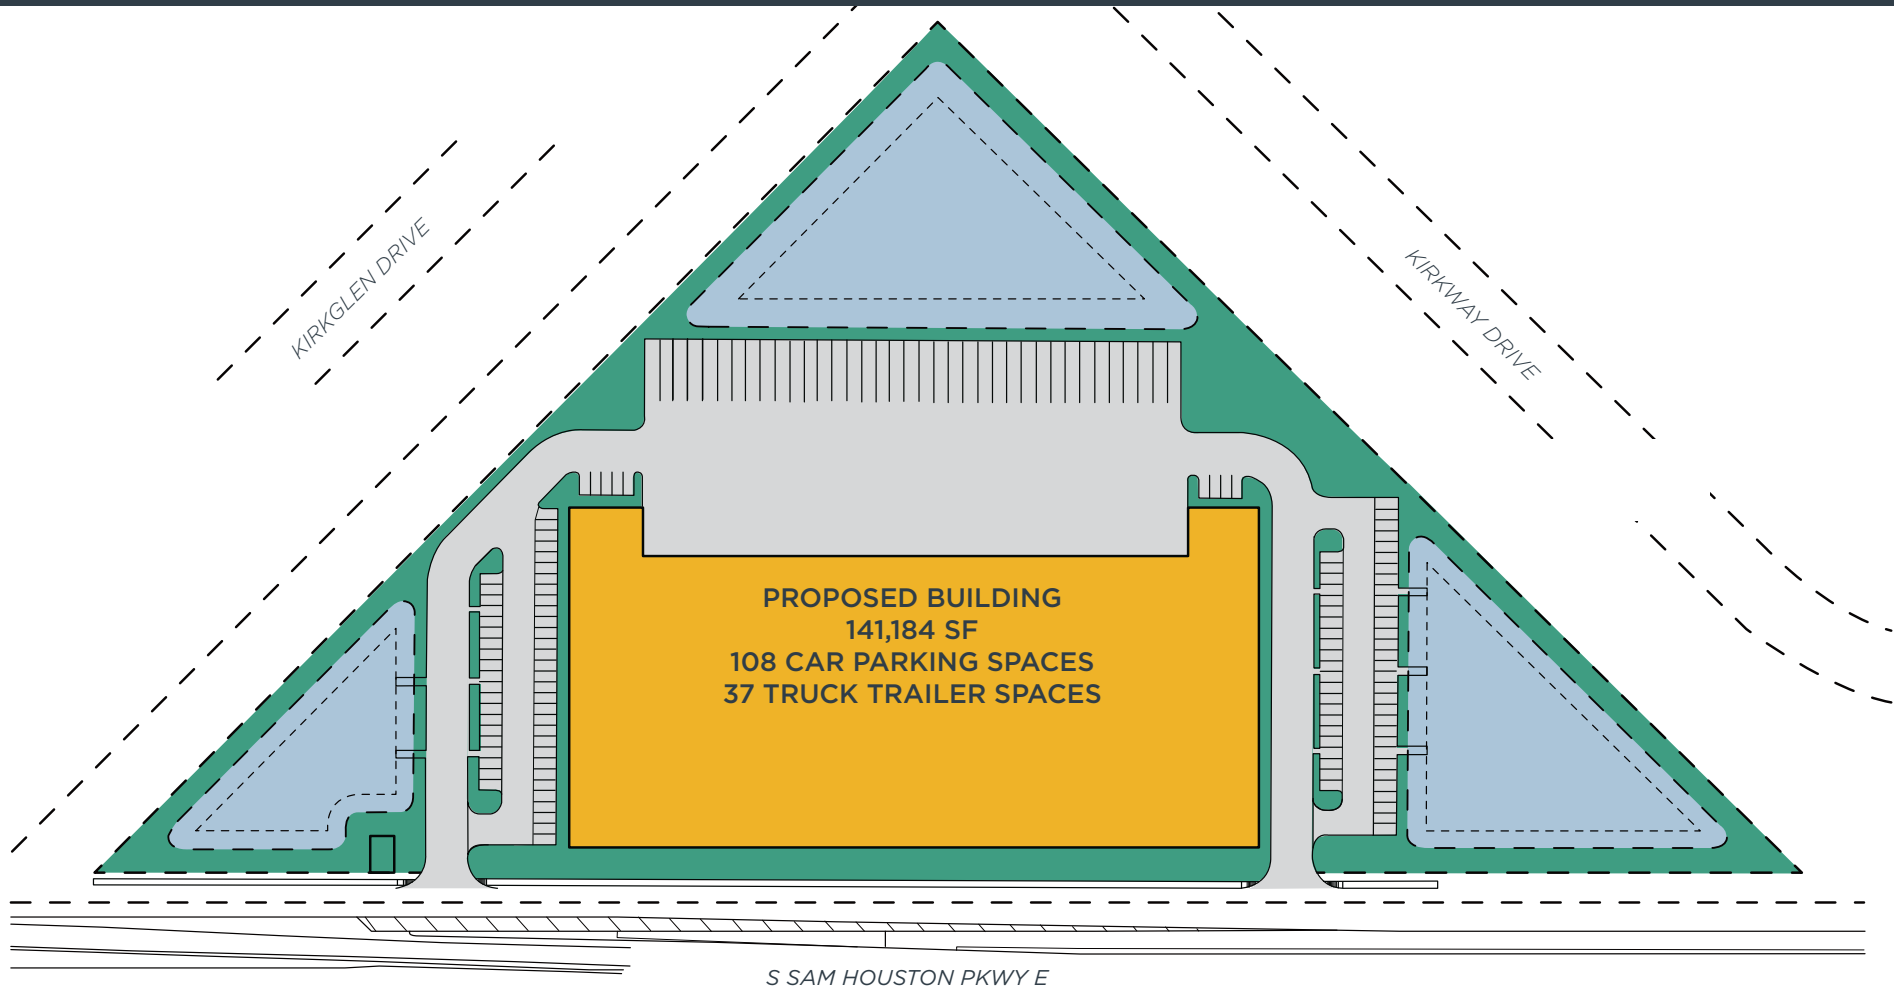 KIRKGLEN DRIVE
KIRKWAY DRIVE
PROPOSED BUILDING
141,184 SF
108 CAR PARKING SPACES
37 TRUCK TRAILER SPACES
S SAM HOUSTON PKWY E